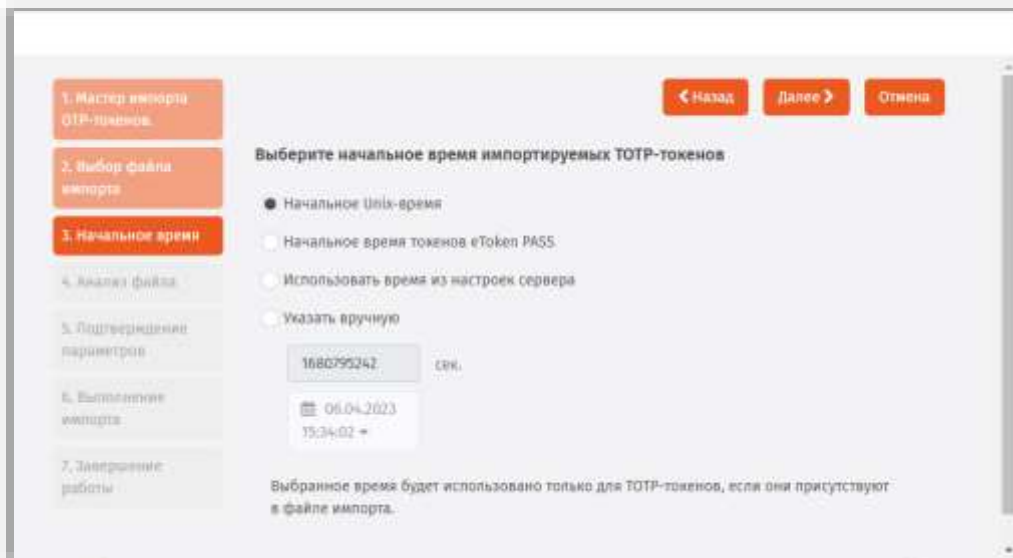 1. Мастер импорта
OTP-токенов.
2. Выбор файла
импорта
3. Начальное время
4. Анализ файла
5. Подтверждение
параметров
6. Выполнение
импорта
7. Завершение
работы
Назад
Далее
Отмена
Выберите начальное время импортируемых TOTP-токенов
Начальное Unix-время
Начальное время токенов eToken PASS
Использовать время из настроек сервера
Указать вручную
1680795242 сек.
06.04.2023
15:34:02
Выбранное время будет использовано только для TOTP-токенов, если они присутствуют
в файле импорта.